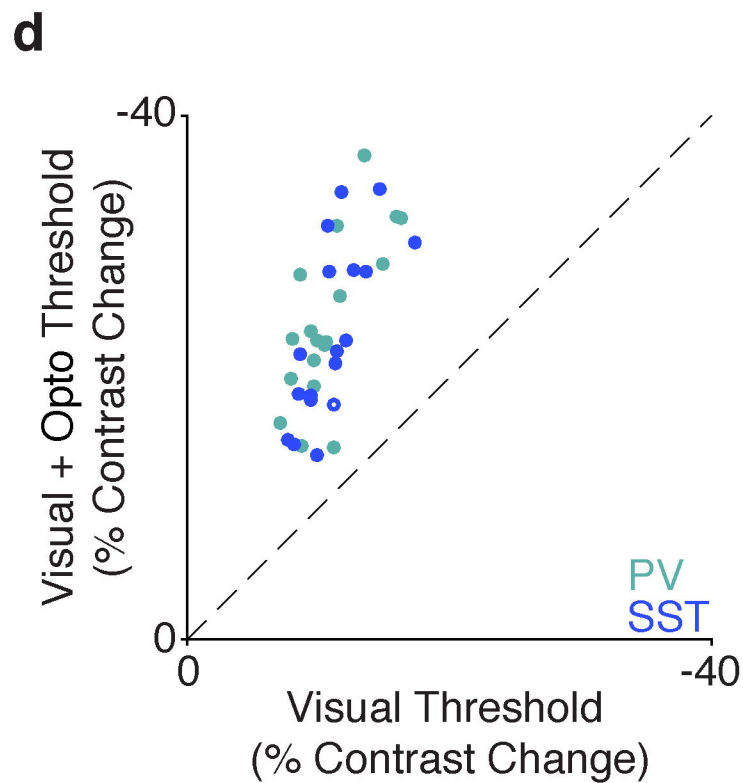 d
Visual + Opto Threshold
(% Contrast Change)
-40
0
0
-40
PV
SST
Visual Threshold
(% Contrast Change)